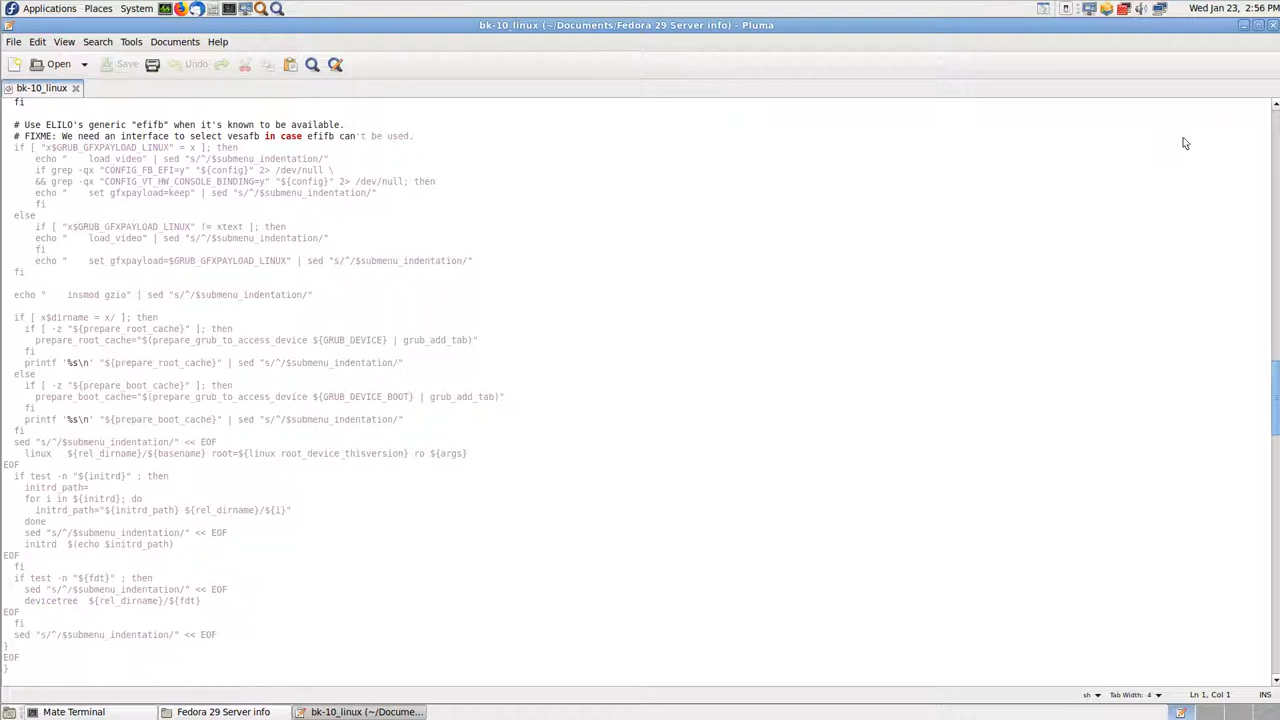 Applications Places System Wed Jan 23, 2:56 PM
bk-10_linux (~/Documents/Fedora 29 Server info) - Pluma
File Edit View Search Tools Documents Help
Open Save Undo
bk-10_linux
fi
# Use ELILO's generic "efifb" when it's known to be available.
# FIXME: We need an interface to select vesafb in case efifb can't be used.
if [ "x$GRUB_GFXPAYLOAD_LINUX" = x ]; then
echo "    load_video" | sed "s/^/$submenu_indentation/"
if grep -qx "CONFIG_FB_EFI=y" "${config}" 2> /dev/null \
&& grep -qx "CONFIG_VT_HW_CONSOLE_BINDING=y" "${config}" 2> /dev/null; then
echo "    set gfxpayload=keep" | sed "s/^/$submenu_indentation/"
fi
else
if [ "x$GRUB_GFXPAYLOAD_LINUX" != xtext ]; then
echo "    load_video" | sed "s/^/$submenu_indentation/"
fi
echo "    set gfxpayload=$GRUB_GFXPAYLOAD_LINUX" | sed "s/^/$submenu_indentation/"
fi
echo "    insmod gzio" | sed "s/^/$submenu_indentation/"
if [ x$dirname = x/ ]; then
if [ -z "${prepare_root_cache}" ]; then
prepare_root_cache="$(prepare_grub_to_access_device ${GRUB_DEVICE} | grub_add_tab)"
fi
printf '%s\n' "${prepare_root_cache}" | sed "s/^/$submenu_indentation/"
else
if [ -z "${prepare_boot_cache}" ]; then
prepare_boot_cache="$(prepare_grub_to_access_device ${GRUB_DEVICE_BOOT} | grub_add_tab)"
fi
printf '%s\n' "${prepare_boot_cache}" | sed "s/^/$submenu_indentation/"
fi
sed "s/^/$submenu_indentation/" << EOF
linux   ${rel_dirname}/${basename} root=${linux_root_device_thisversion} ro ${args}
EOF
if test -n "${initrd}" ; then
initrd_path=
for i in ${initrd}; do
initrd_path="${initrd_path} ${rel_dirname}/${i}"
done
sed "s/^/$submenu_indentation/" << EOF
initrd  $(echo $initrd_path)
EOF
fi
if test -n "${fdt}" ; then
sed "s/^/$submenu_indentation/" << EOF
devicetree  ${rel_dirname}/${fdt}
EOF
fi
sed "s/^/$submenu_indentation/" << EOF
}
EOF
}
sh Tab Width: 4 Ln 1, Col 1 INS
Mate Terminal Fedora 29 Server info bk-10_linux (~/Docume...